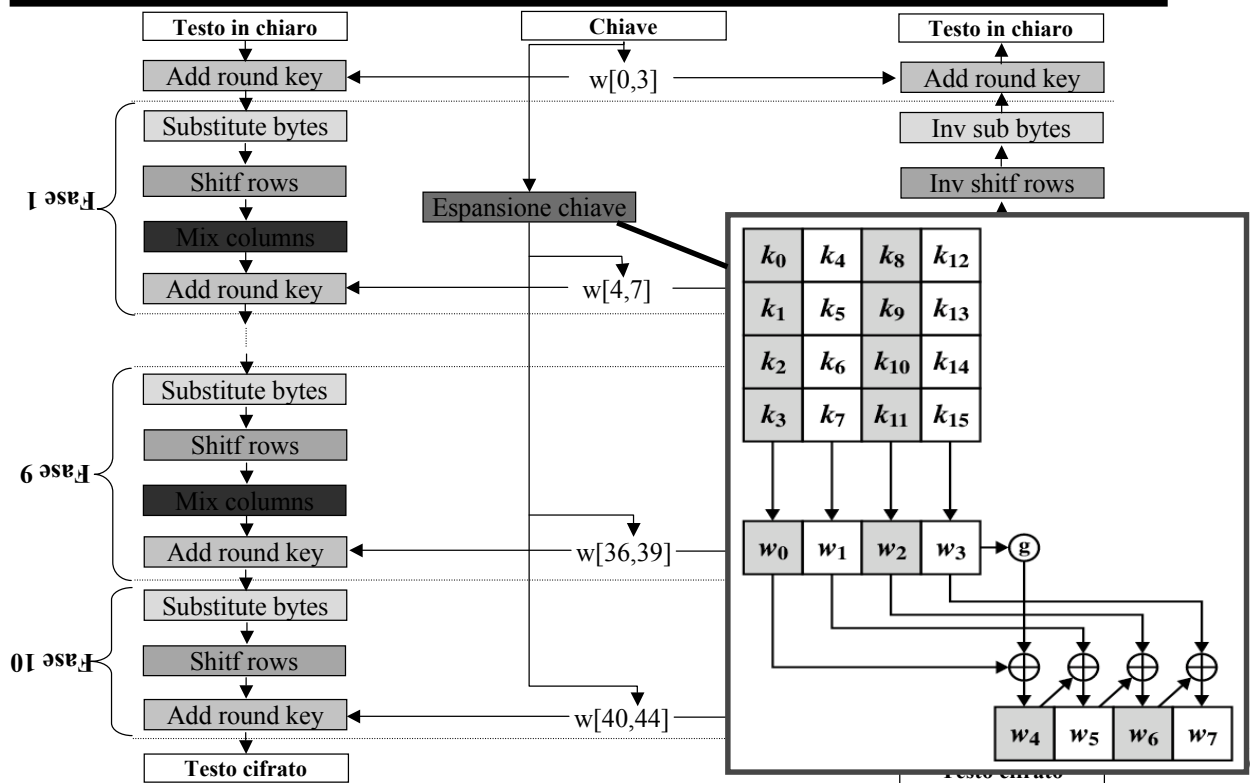 Testo in chiaro
Chiave
Testo in chiaro
Add round key
w[0,3]
Add round key
Substitute bytes
Inv sub bytes
Shitf rows
Inv shitf rows
Fase 1
Espansione chiave
Mix columns
Add round key
w[4,7]
k0 k4 k8 k12
k1 k5 k9 k13
k2 k6 k10 k14
k3 k7 k11 k15
Substitute bytes
Shitf rows
Fase 9
Mix columns
Add round key
w[36,39]
w0 w1 w2 w3 g
Substitute bytes
Shitf rows
Fase 10
Add round key
w[40,44]
w4 w5 w6 w7
Testo cifrato
Testo cifrato